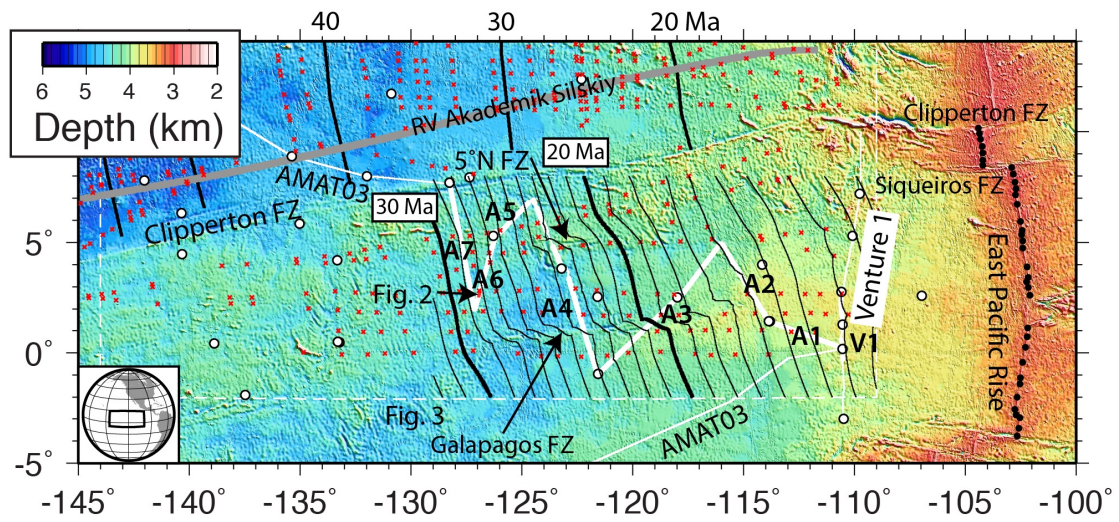 40 30 20 Ma
6 5 4 3 2
Depth (km)
RV Akademik Silskiy
Clipperton FZ
5°N FZ
20 Ma
AMAT03
Siqueiros FZ
30 Ma
A5
Clipperton FZ
5°
A7
A6
Fig. 2
A4
A2
A3
Venture 1
East Pacific Rise
0°
A1
V1
Fig. 3
Galapagos FZ
AMAT03
-5°
-145° -140° -135° -130° -125° -120° -115° -110° -105° -100°